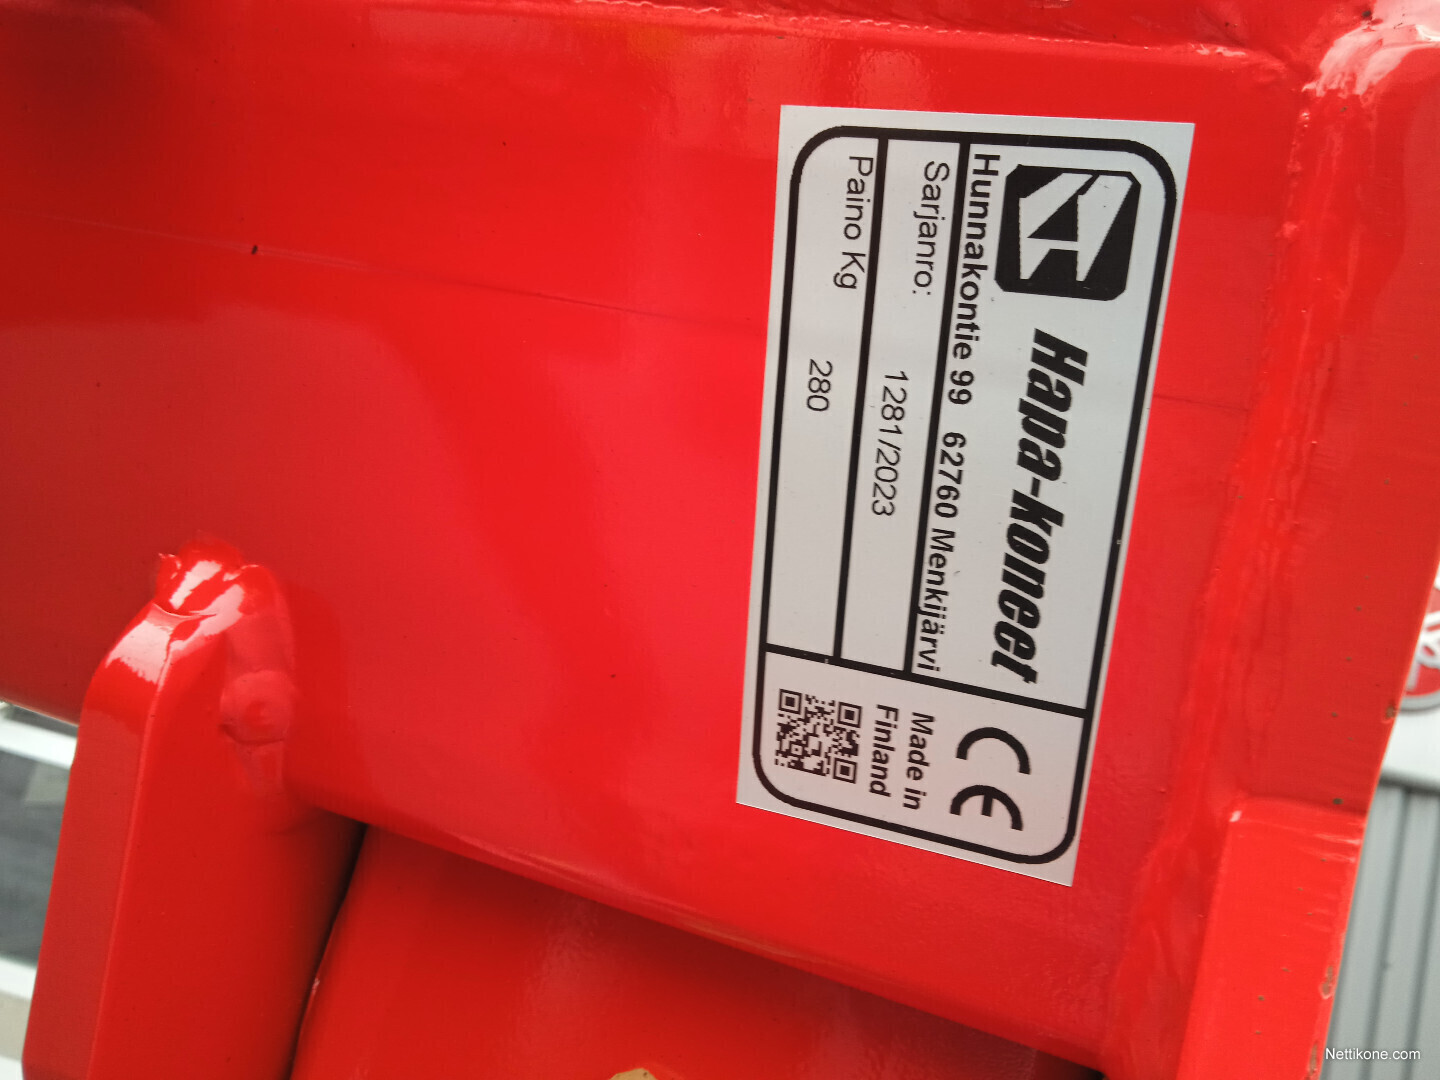 Hapa-koneet
Hunnakontie 99 62760 Menkijärvi
Sarjanro: 1281/2023
Paino Kg 280
CE
Made in
Finland
Nettikone.com